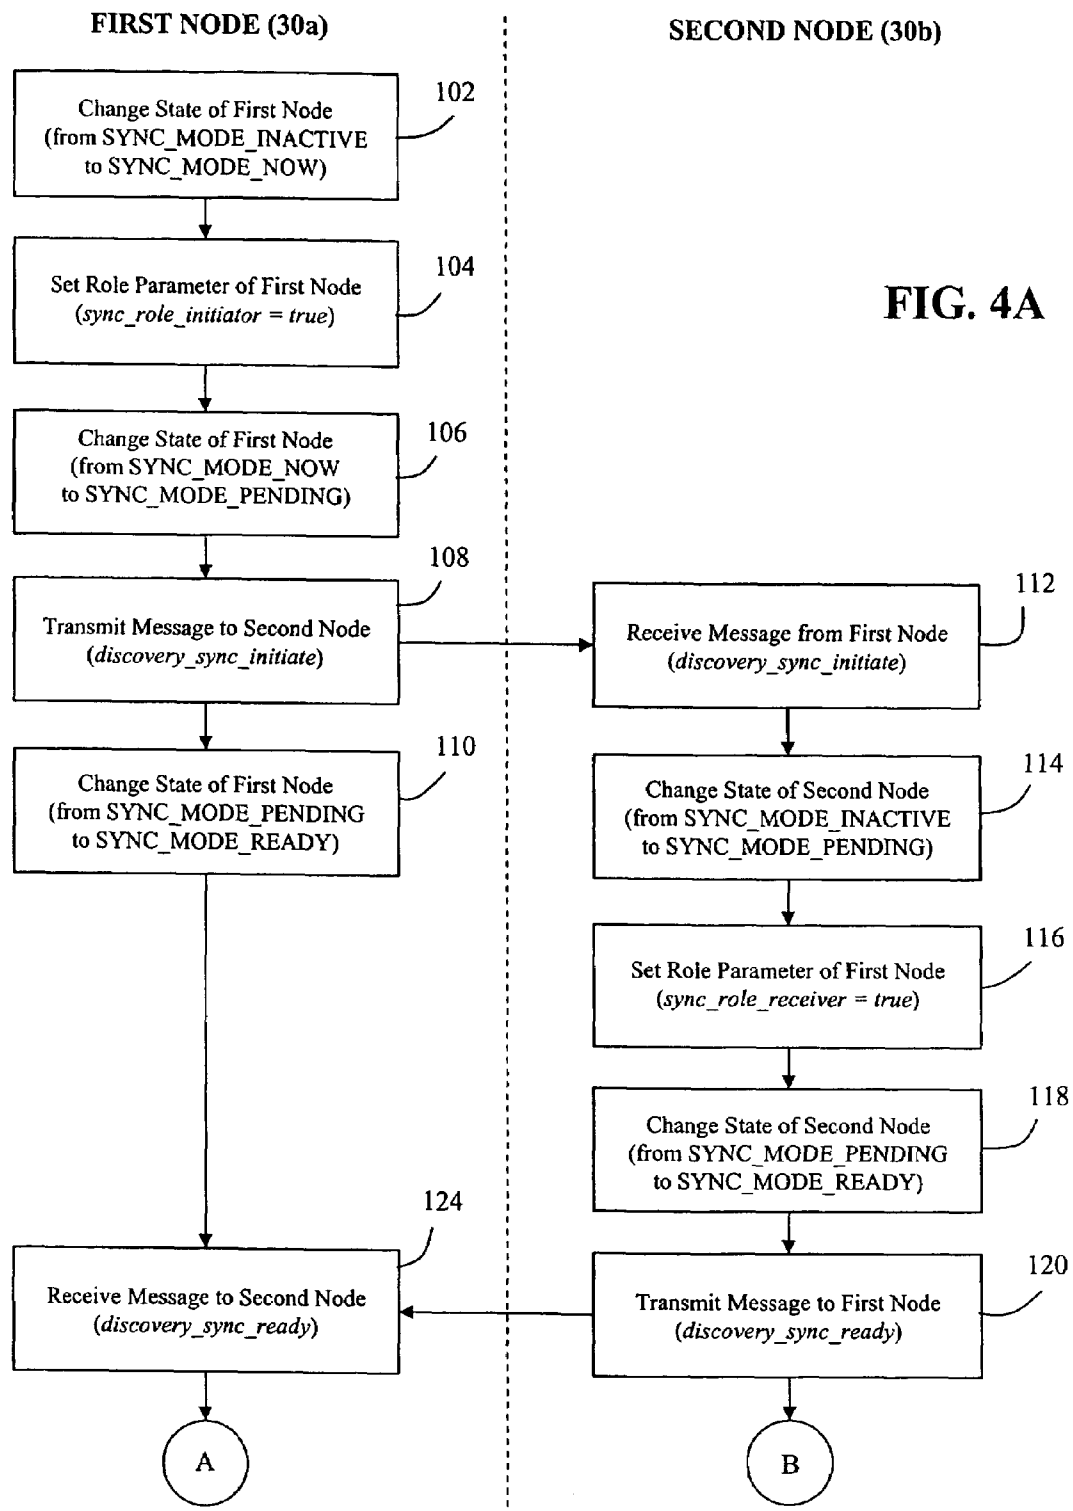 FIRST NODE (30a)
SECOND NODE (30b)
Change State of First Node
(from SYNC_MODE_INACTIVE
to SYNC_MODE_NOW)
102
Set Role Parameter of First Node
(sync_role_initiator = true)
104
FIG. 4A
Change State of First Node
(from SYNC_MODE_NOW
to SYNC_MODE_PENDING)
106
Transmit Message to Second Node
(discovery_sync_initiate)
108
Receive Message from First Node
(discovery_sync_initiate)
112
Change State of First Node
(from SYNC_MODE_PENDING
to SYNC_MODE_READY)
110
Change State of Second Node
(from SYNC_MODE_INACTIVE
to SYNC_MODE_PENDING)
114
Set Role Parameter of First Node
(sync_role_receiver = true)
116
Change State of Second Node
(from SYNC_MODE_PENDING
to SYNC_MODE_READY)
118
Receive Message to Second Node
(discovery_sync_ready)
124
Transmit Message to First Node
(discovery_sync_ready)
120
A
B